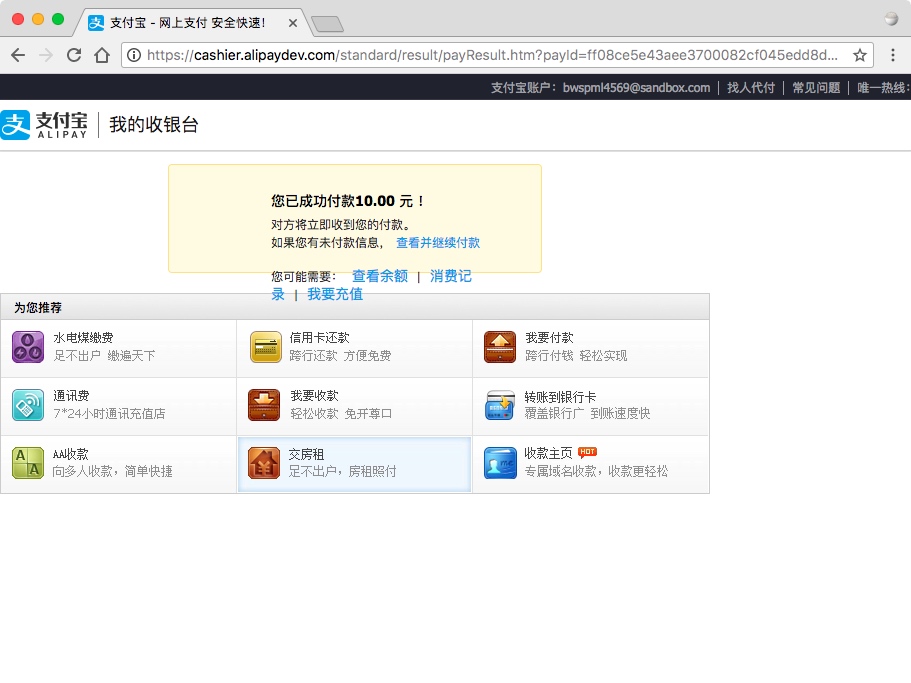 支付宝 - 网上支付 安全快速!
https://cashier.alipaydev.com/standard/result/payResult.htm?payId=ff08ce5e43aee3700082cf045edd8d...
支付宝账户：bwspml4569@sandbox.com | 找人代付 | 常见问题 | 唯一热线:
支 支付宝 ALIPAY | 我的收银台
您已成功付款10.00 元！
对方将立即收到您的付款。
如果您有未付款信息， 查看并继续付款
您可能需要： 查看余额 | 消费记
录 | 我要充值
为您推荐
水电煤缴费
足不出户 缴遍天下
信用卡还款
跨行还款 方便免费
我要付款
跨行付钱 轻松实现
通讯费
7*24小时通讯充值店
我要收款
轻松收款 免开尊口
转账到银行卡
覆盖银行广 到账速度快
AA
AA收款
向多人收款，简单快捷
交房租
足不出户，房租照付
me
收款主页 HOT
专属域名收款，收款更轻松